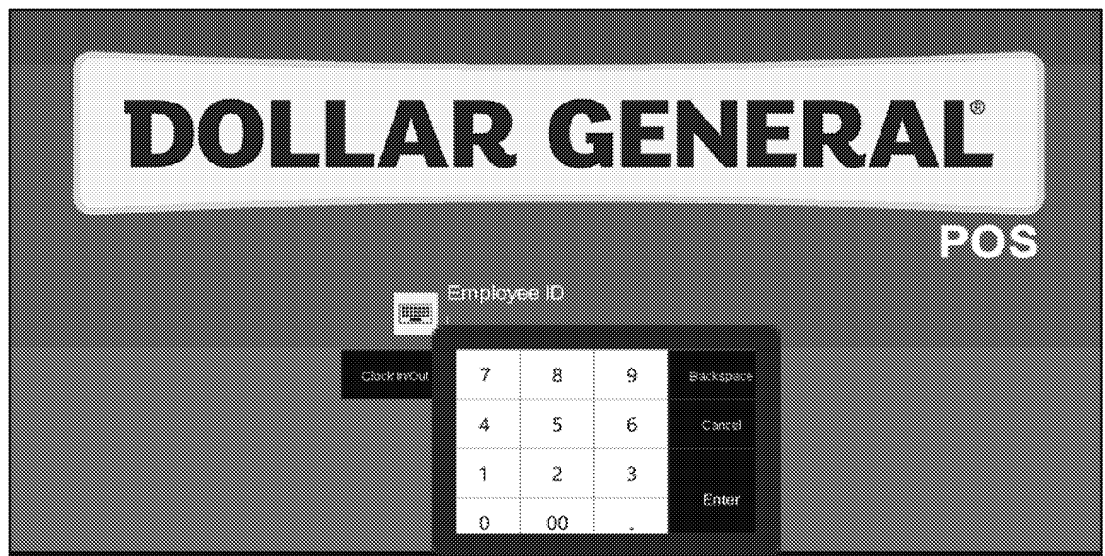 DOLLAR GENERAL®
POS
Employee ID
Clock In/Out
7 8 9 Backspace
4 5 6 Cancel
1 2 3
Enter
0 00 .